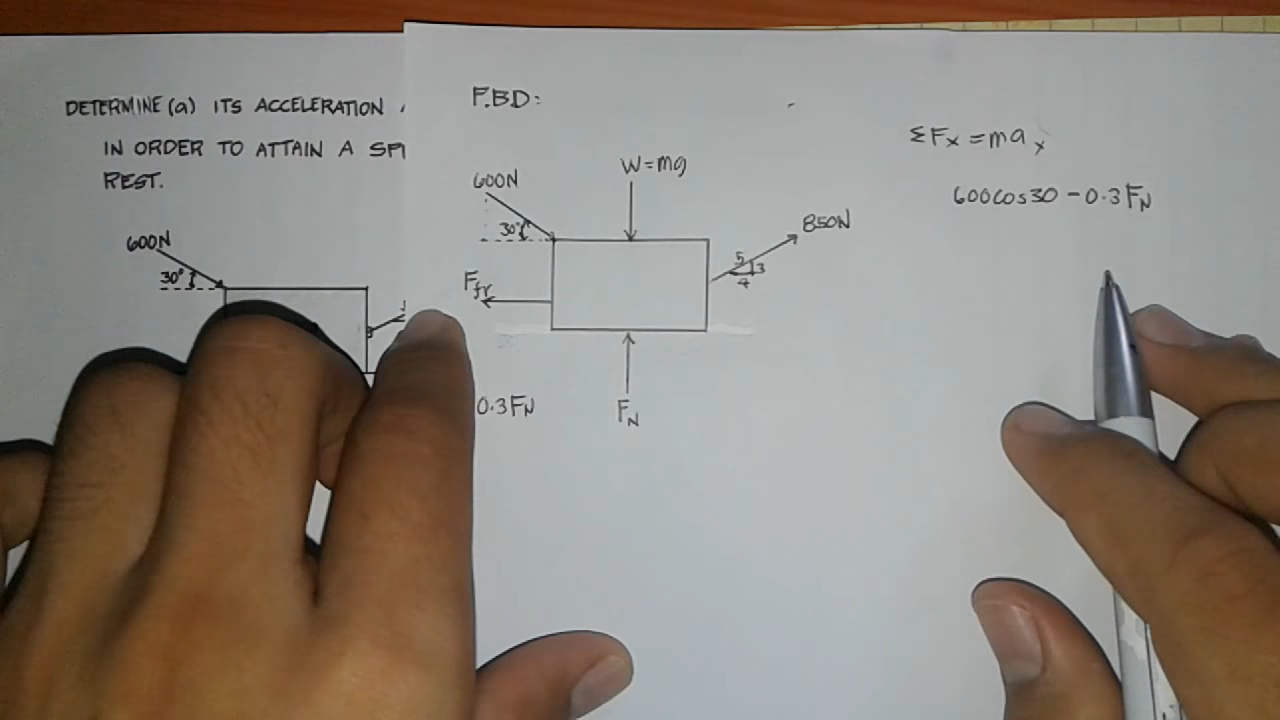 DETERMINE (a) ITS ACCELERATION
IN ORDER TO ATTAIN A
REST.
600N
30°
F.B.D:
W=mg
600N
30°
850N
5
3
4
Ffr
0.3FN
FN
ΣFx = max
600cos30 - 0.3FN